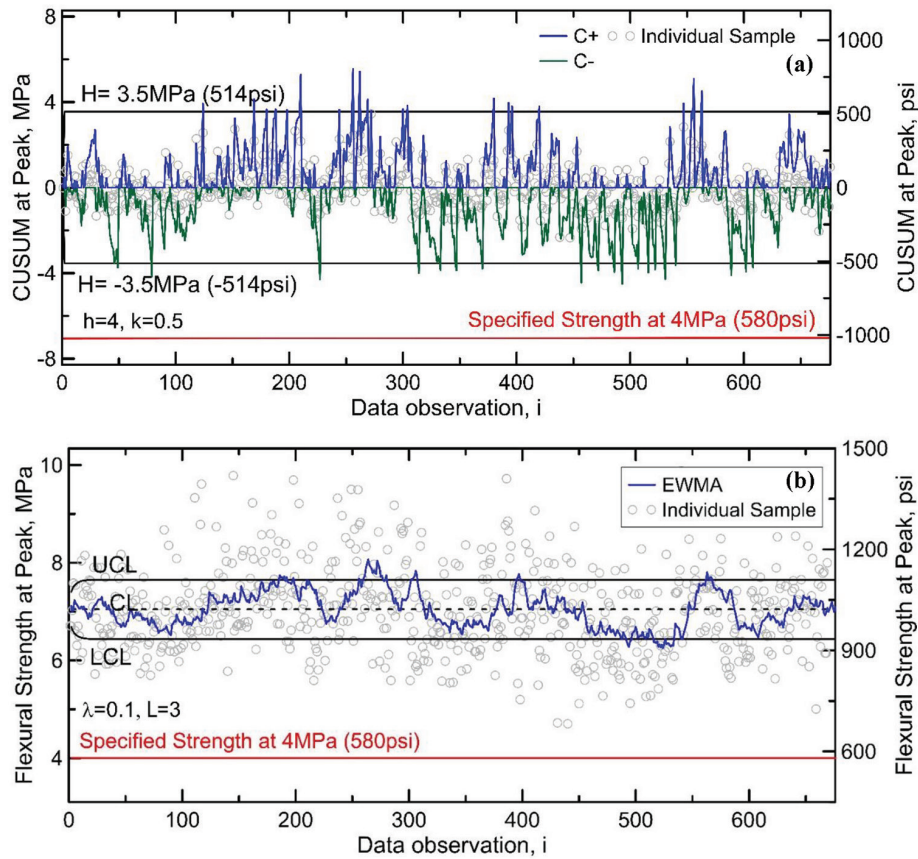 8
4
0
-4
-8
CUSUM at Peak, MPa
C+ Individual Sample
C-
(a)
H= 3.5MPa (514psi)
H= -3.5MPa (-514psi)
h=4, k=0.5
Specified Strength at 4MPa (580psi)
1000
500
0
-500
-1000
CUSUM at Peak, psi
0 100 200 300 400 500 600
Data observation, i
10
8
6
4
Flexural Strength at Peak, MPa
EWMA
Individual Sample
(b)
UCL
CL
LCL
λ=0.1, L=3
Specified Strength at 4MPa (580psi)
1500
1200
900
600
Flexural Strength at Peak, psi
0 100 200 300 400 500 600
Data observation, i